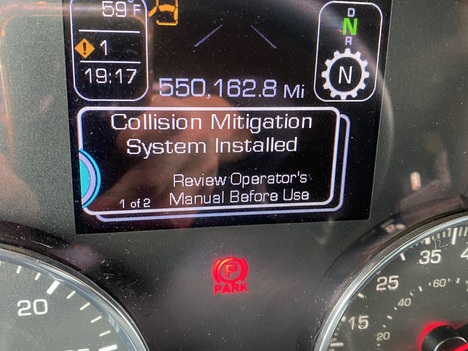 59°F
D
N
R
1
19:17
550,162.8 Mi
N
Collision Mitigation
System Installed
Review Operator's
1 of 2 Manual Before Use
P
PARK
20
15
25
35
20
40
60